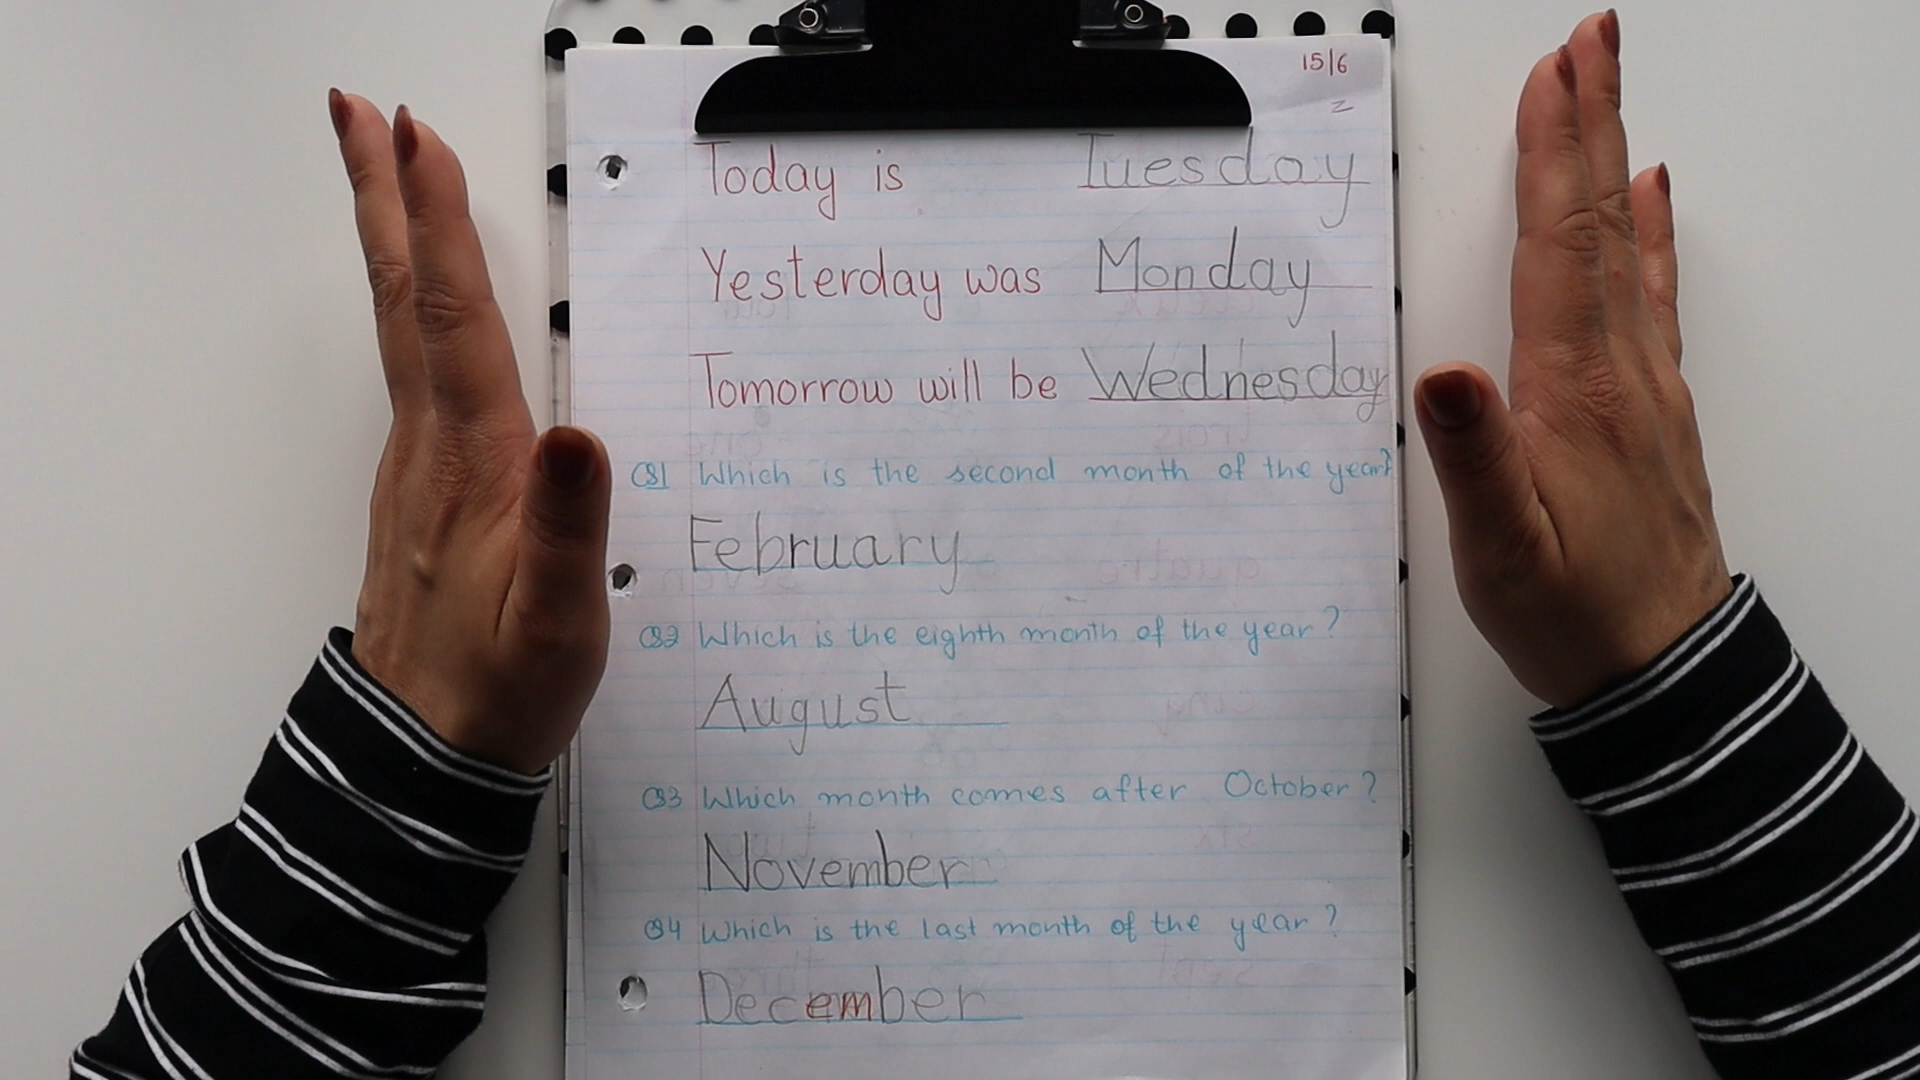 15/6
Today is Tuesday
Yesterday was Monday
Tomorrow will be Wednesday
Q1 Which is the second month of the year?
February
Q2 Which is the eighth month of the year?
August
Q3 Which month comes after October?
November
Q4 Which is the last month of the year?
December